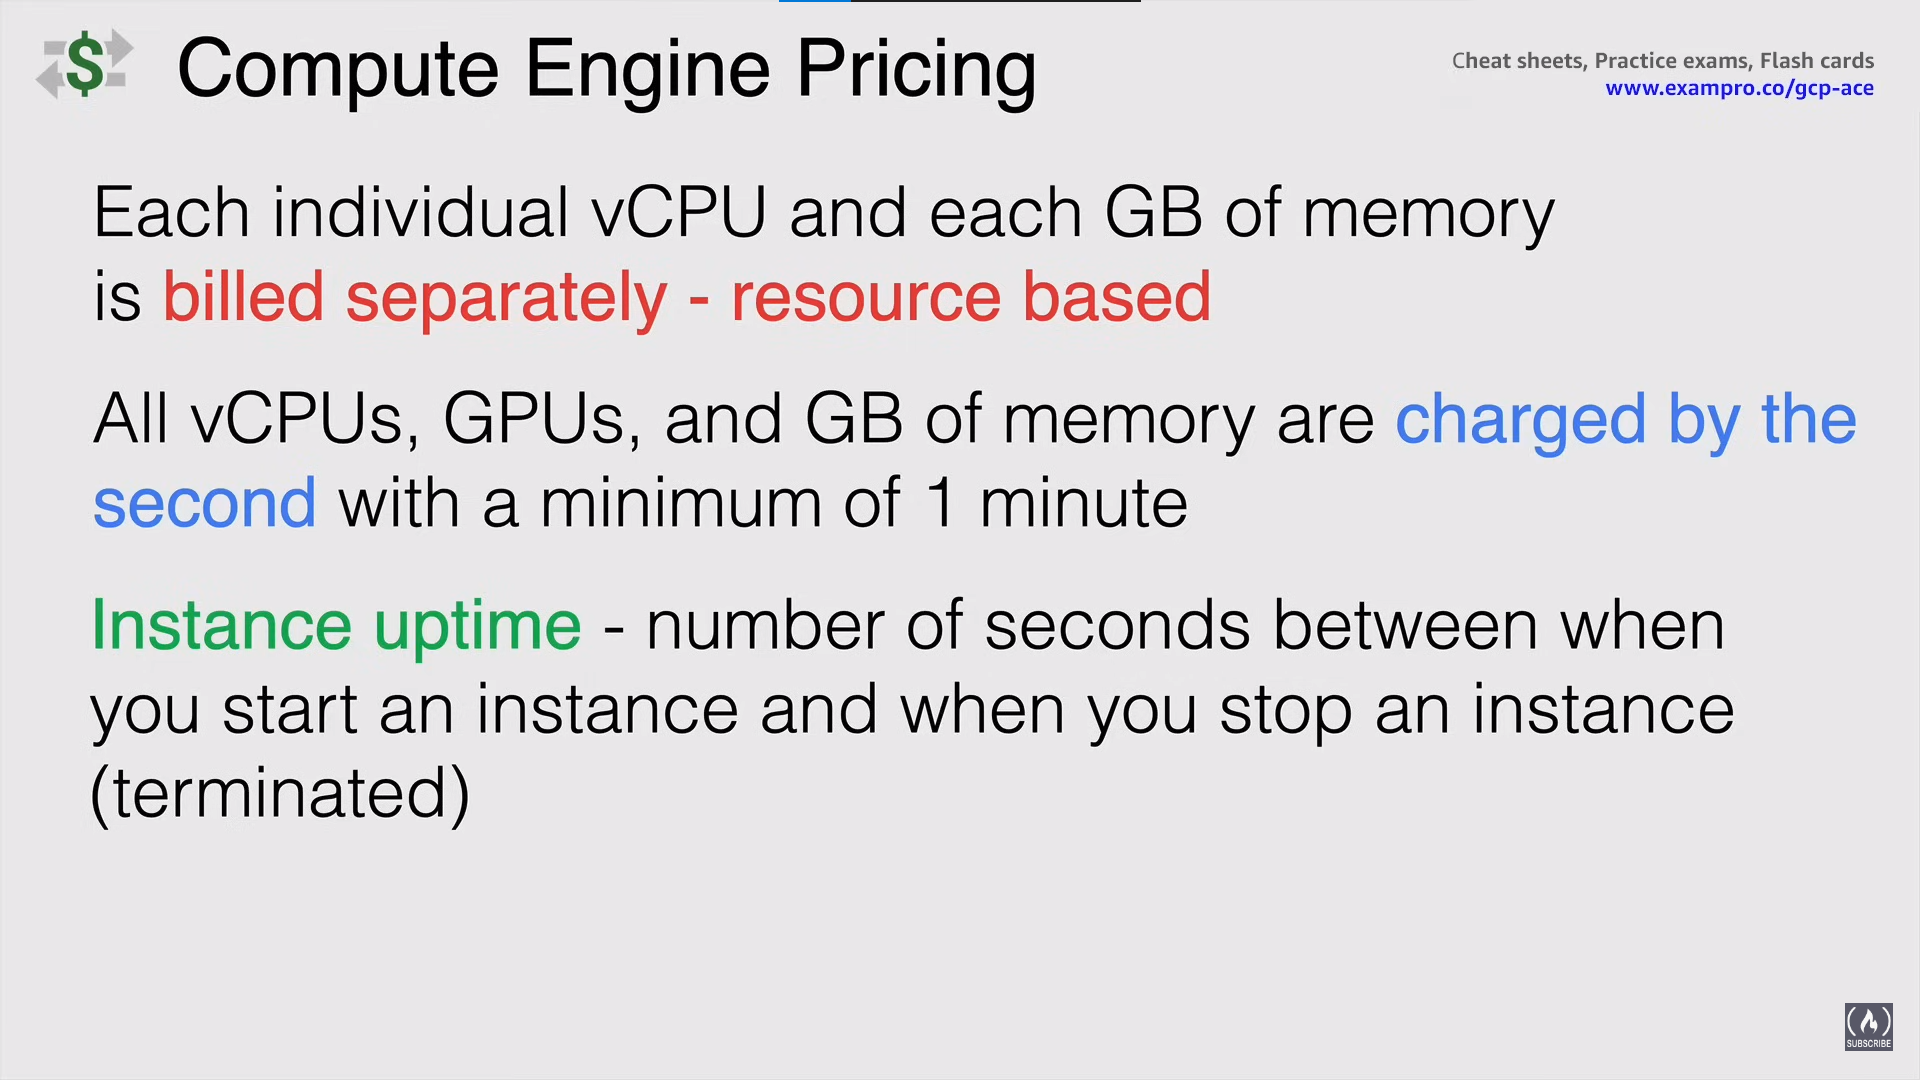 $ Compute Engine Pricing
Cheat sheets, Practice exams, Flash cards
www.exampro.co/gcp-ace
Each individual vCPU and each GB of memory
is billed separately - resource based
All vCPUs, GPUs, and GB of memory are charged by the
second with a minimum of 1 minute
Instance uptime - number of seconds between when
you start an instance and when you stop an instance
(terminated)
SUBSCRIBE